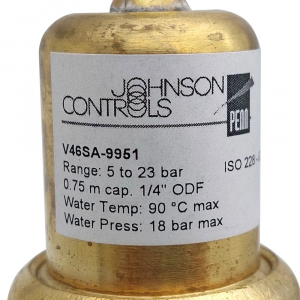 JOHNSON
CONTROLS
PENN
V46SA-9951
Range: 5 to 23 bar
0.75 m cap. 1/4" ODF
Water Temp: 90 °C max
Water Press: 18 bar max
ISO 228 -